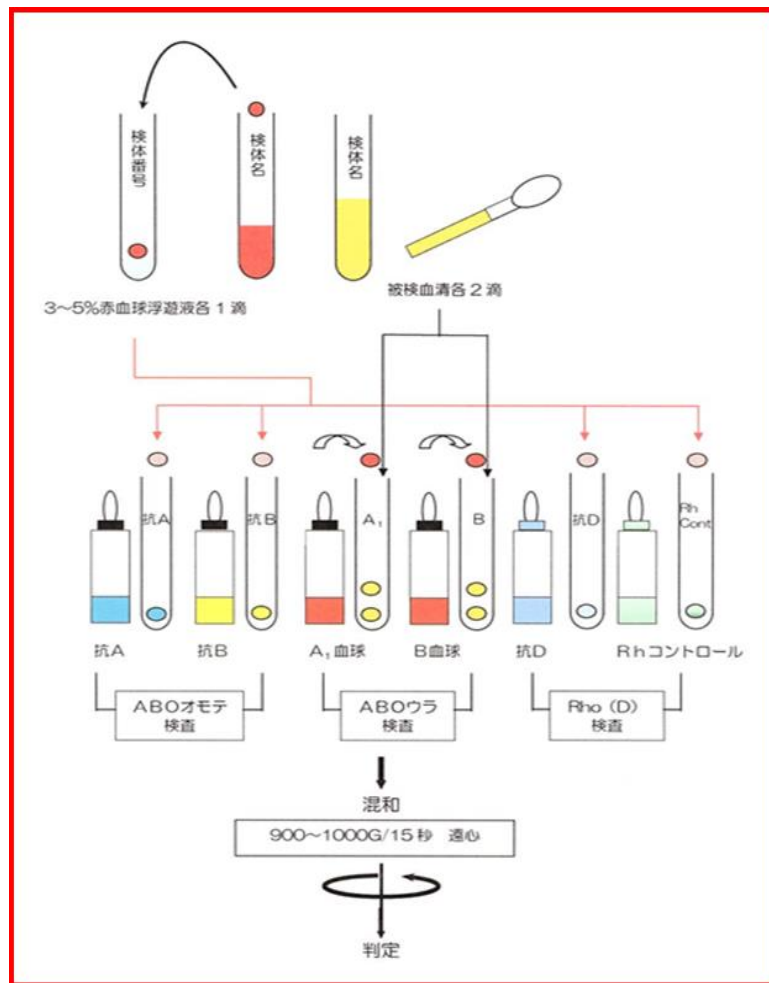 検体番号
検体名
検体名
3～5%赤血球浮遊液各1滴
被検血清各2滴
抗A
抗B
A₁
B
抗D
Rh
Cont
抗A
抗B
A₁血球
B血球
抗D
Rhコントロール
ABOオモテ
検査
ABOウラ
検査
Rho (D)
検査
混和
900～1000G/15秒 遠心
判定